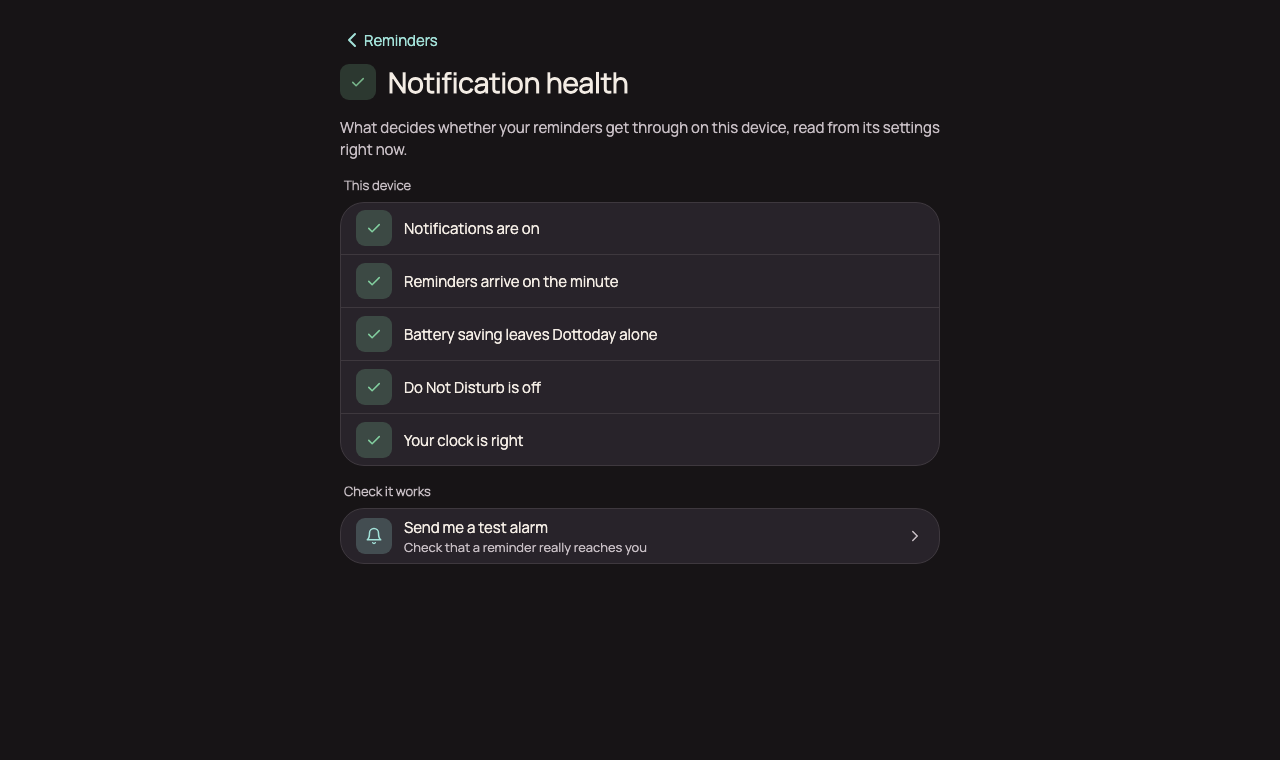 Reminders
Notification health
What decides whether your reminders get through on this device, read from its settings
right now.
This device
Notifications are on
Reminders arrive on the minute
Battery saving leaves Dottoday alone
Do Not Disturb is off
Your clock is right
Check it works
Send me a test alarm
Check that a reminder really reaches you